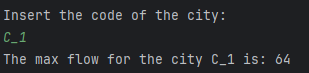 Insert the code of the city:
C_1
The max flow for the city C_1 is: 64